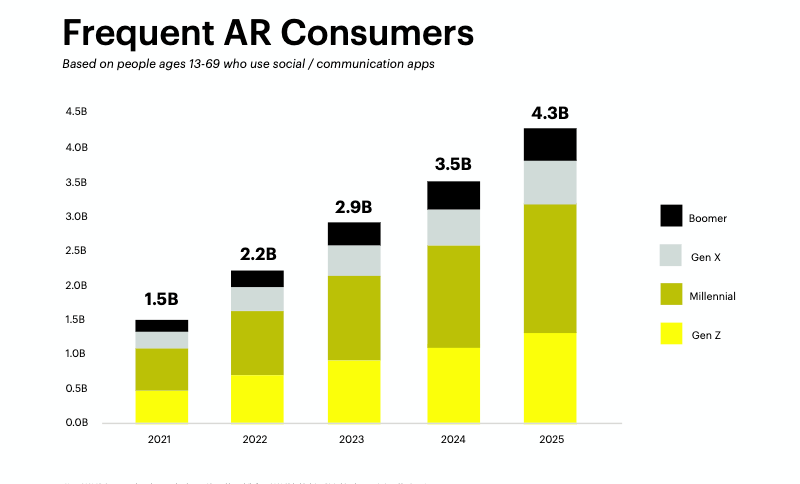 Frequent AR Consumers
Based on people ages 13-69 who use social / communication apps
4.5B
4.0B
3.5B
3.0B
2.5B
2.0B
1.5B
1.0B
0.5B
0.0B
1.5B
2.2B
2.9B
3.5B
4.3B
2021
2022
2023
2024
2025
Boomer
Gen X
Millennial
Gen Z